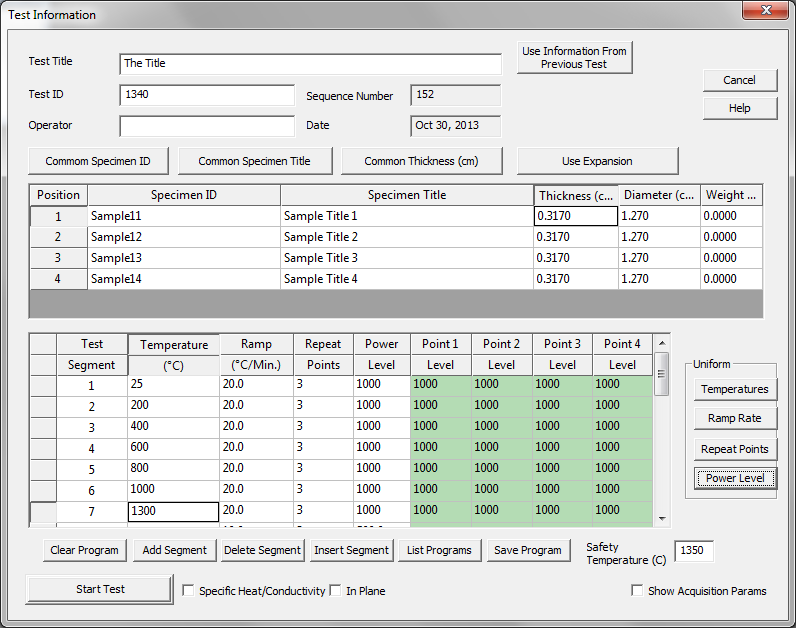 Test Information
Test Title The Title Use Information From Previous Test
Test ID 1340 Sequence Number 152 Cancel
Operator Date Oct 30, 2013 Help
Commom Specimen ID Common Specimen Title Common Thickness (cm) Use Expansion
Position Specimen ID Specimen Title Thickness (c... Diameter (c... Weight ...
1 Sample11 Sample Title 1 0.3170 1.270 0.0000
2 Sample12 Sample Title 2 0.3170 1.270 0.0000
3 Sample13 Sample Title 3 0.3170 1.270 0.0000
4 Sample14 Sample Title 4 0.3170 1.270 0.0000
Test Temperature Ramp Repeat Power Point 1 Point 2 Point 3 Point 4
Segment (°C) (°C/Min.) Points Level Level Level Level Level
1 25 20.0 3 1000 1000 1000 1000 1000
2 200 20.0 3 1000 1000 1000 1000 1000
3 400 20.0 3 1000 1000 1000 1000 1000
4 600 20.0 3 1000 1000 1000 1000 1000
5 800 20.0 3 1000 1000 1000 1000 1000
6 1000 20.0 3 1000 1000 1000 1000 1000
7 1300 20.0 3 1000 1000 1000 1000 1000
Uniform
Temperatures
Ramp Rate
Repeat Points
Power Level
Clear Program Add Segment Delete Segment Insert Segment List Programs Save Program Safety Temperature (C) 1350
Start Test Specific Heat/Conductivity In Plane Show Acquisition Params